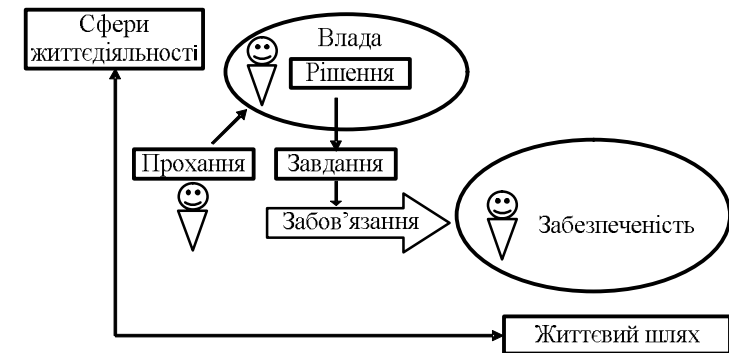 Сфери
життєдіяльності
Влада
Рішення
Прохання
Завдання
Забов’язання
Забезпеченість
Життєвий шлях